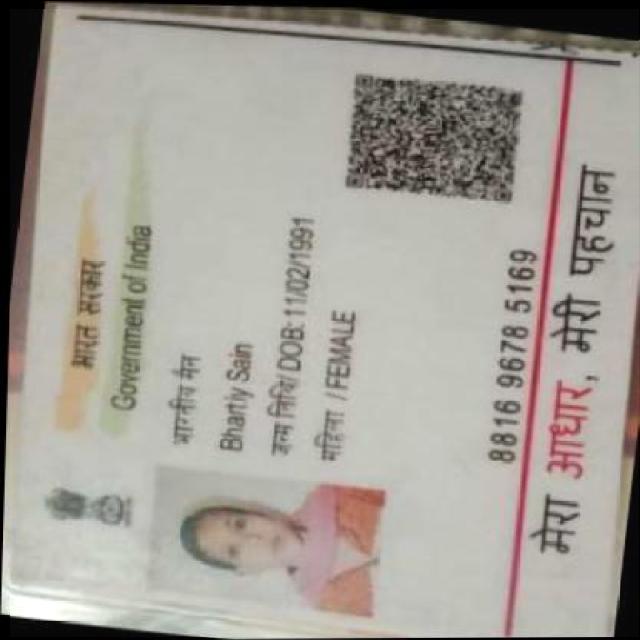 भारत सरकार
Government of India
Bhartiy Sain
जन्म तिथि/ DOB: 11/02/1991
महिला / FEMALE
8816 9678 5169
मेरा आधार, मेरी पहचान